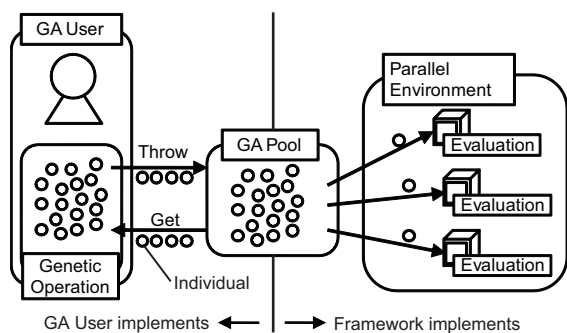 GA User
Parallel
Environment
Throw
GA Pool
Evaluation
Evaluation
Get
Evaluation
Genetic
Operation
Individual
GA User implements
Framework implements